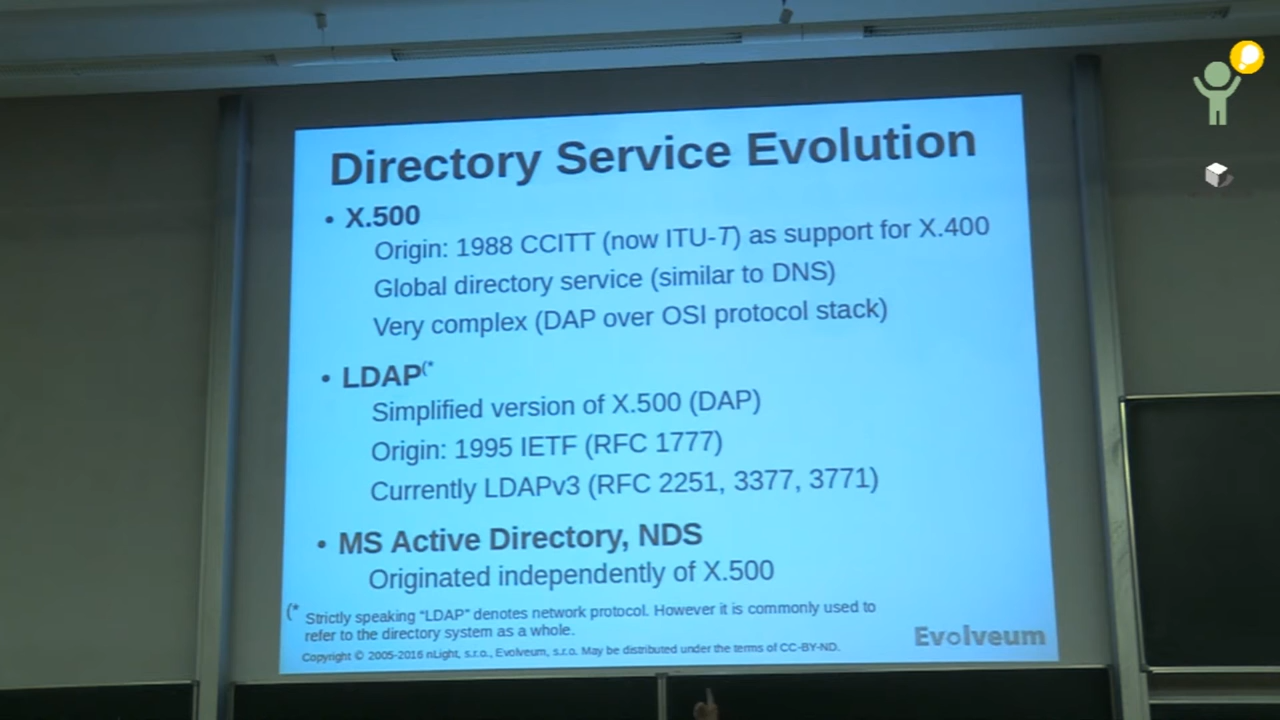 Directory Service Evolution
• X.500
Origin: 1988 CCITT (now ITU-T) as support for X.400
Global directory service (similar to DNS)
Very complex (DAP over OSI protocol stack)
• LDAP(*
Simplified version of X.500 (DAP)
Origin: 1995 IETF (RFC 1777)
Currently LDAPv3 (RFC 2251, 3377, 3771)
• MS Active Directory, NDS
Originated independently of X.500
(* Strictly speaking "LDAP" denotes network protocol. However it is commonly used to
refer to the directory system as a whole.
Copyright © 2005-2016 nLight, s.r.o., Evolveum, s.r.o. May be distributed under the terms of CC-BY-ND.
Evolveum